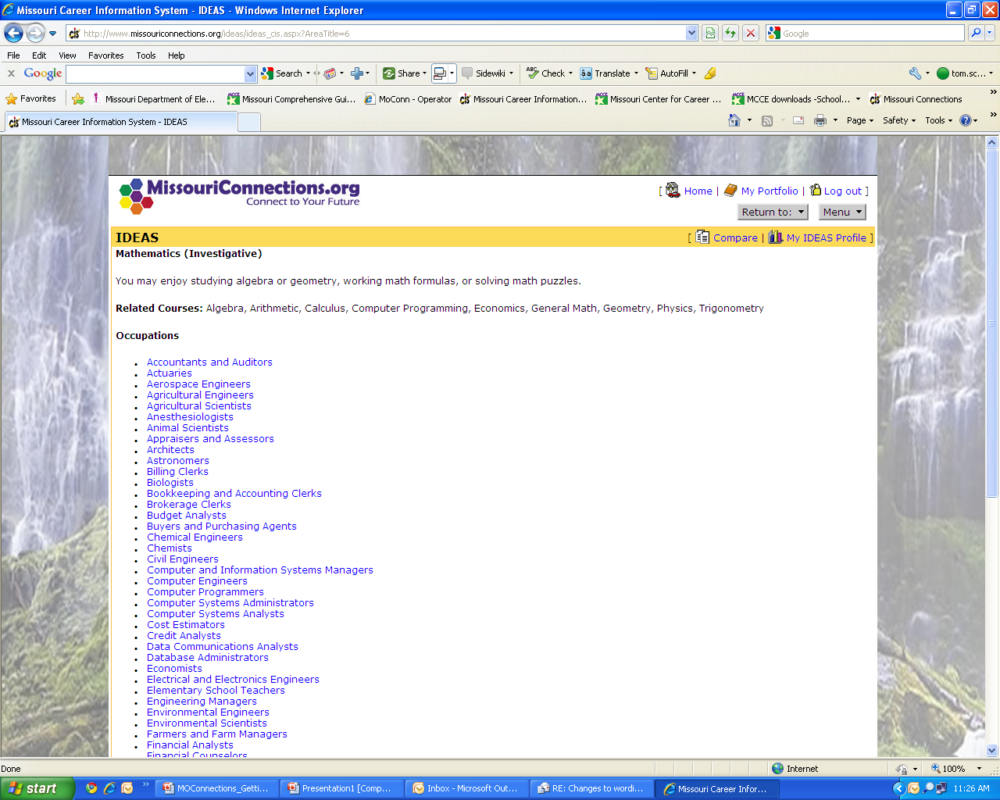 Missouri Career Information System - IDEAS - Windows Internet Explorer
http://www.missouriconnections.org/ideas/ideas_cis.aspx?AreaTitle=6
Google
File Edit View Favorites Tools Help
x Google Search Share Sidewiki ABC Check Translate AutoFill tom.sc...
Favorites Missouri Department of Ele... Missouri Comprehensive Gui... MoConn - Operator Missouri Career Information... Missouri Center for Career ... MCCE downloads -School... Missouri Connections
Missouri Career Information System - IDEAS Page Safety Tools
MissouriConnections.org
Connect to Your Future
[ Home | My Portfolio | Log out ]
Return to: Menu
IDEAS [ Compare | My IDEAS Profile ]
Mathematics (Investigative)
You may enjoy studying algebra or geometry, working math formulas, or solving math puzzles.
Related Courses: Algebra, Arithmetic, Calculus, Computer Programming, Economics, General Math, Geometry, Physics, Trigonometry
Occupations
• Accountants and Auditors
• Actuaries
• Aerospace Engineers
• Agricultural Engineers
• Agricultural Scientists
• Anesthesiologists
• Animal Scientists
• Appraisers and Assessors
• Architects
• Astronomers
• Billing Clerks
• Biologists
• Bookkeeping and Accounting Clerks
• Brokerage Clerks
• Budget Analysts
• Buyers and Purchasing Agents
• Chemical Engineers
• Chemists
• Civil Engineers
• Computer and Information Systems Managers
• Computer Engineers
• Computer Programmers
• Computer Systems Administrators
• Computer Systems Analysts
• Cost Estimators
• Credit Analysts
• Data Communications Analysts
• Database Administrators
• Economists
• Electrical and Electronics Engineers
• Elementary School Teachers
• Engineering Managers
• Environmental Engineers
• Environmental Scientists
• Farmers and Farm Managers
• Financial Analysts
Financial Counselors
Done Internet 100%
start MOConnections_Getti... Presentation1 [Comp... Inbox - Microsoft Out... RE: Changes to wordi... Missouri Career Infor... 11:26 AM